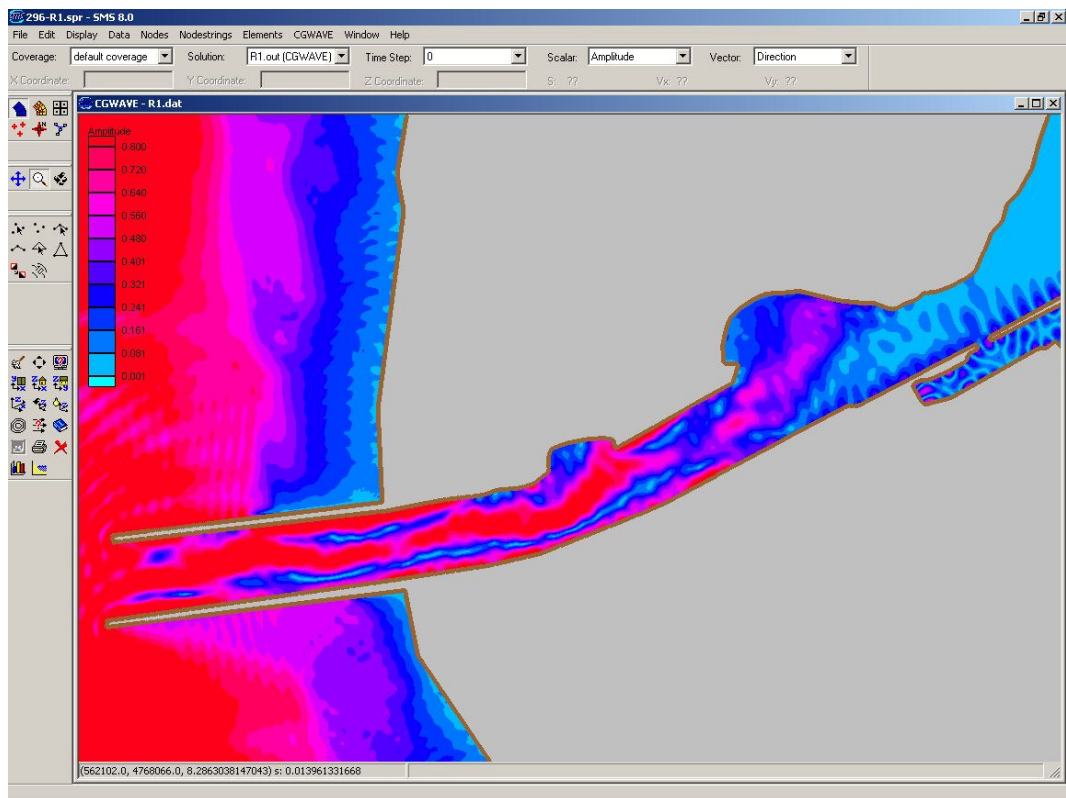 296-R1.spr - SMS 8.0
File Edit Display Data Nodes Nodestrings Elements CGWAVE Window Help
Coverage: default coverage Solution: R1.out (CGWAVE) Time Step: 0 Scalar: Amplitude Vector: Direction
X Coordinate: Y Coordinate: Z Coordinate: S: ?? Vx: ?? Vy: ??
CGWAVE - R1.dat
Amplitude
0.800
0.720
0.640
0.560
0.480
0.401
0.321
0.241
0.161
0.081
0.001
(562102.0, 4768066.0, 8.2863038147043) s: 0.013961331668